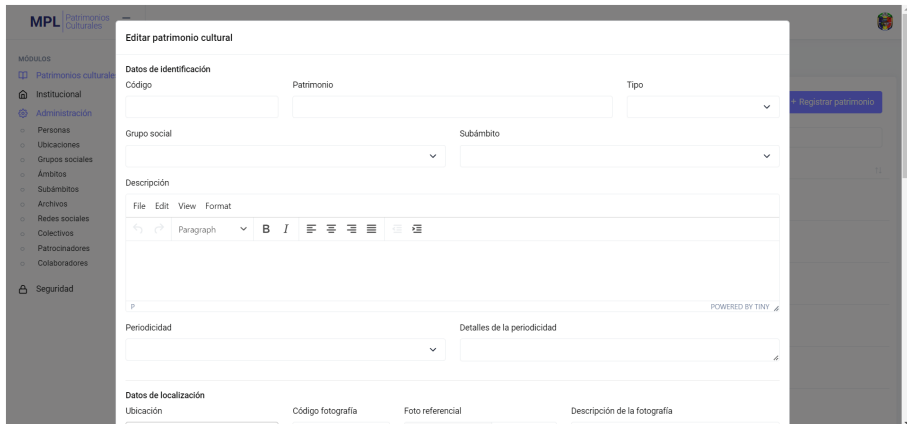 MPL Patrimonios
Culturales
Editar patrimonio cultural
MÓDULOS
Patrimonios culturale
Institucional
Administración
Personas
Ubicaciones
Grupos sociales
Ámbitos
Subámbitos
Archivos
Redes sociales
Colectivos
Patrocinadores
Colaboradores
Seguridad
+ Registrar patrimonio
Datos de identificación
Código Patrimonio Tipo
Grupo social Subámbito
Descripción
File Edit View Format
Paragraph B I
P POWERED BY TINY
Periodicidad Detalles de la periodicidad
Datos de localización
Ubicación Código fotografía Foto referencial Descripción de la fotografía